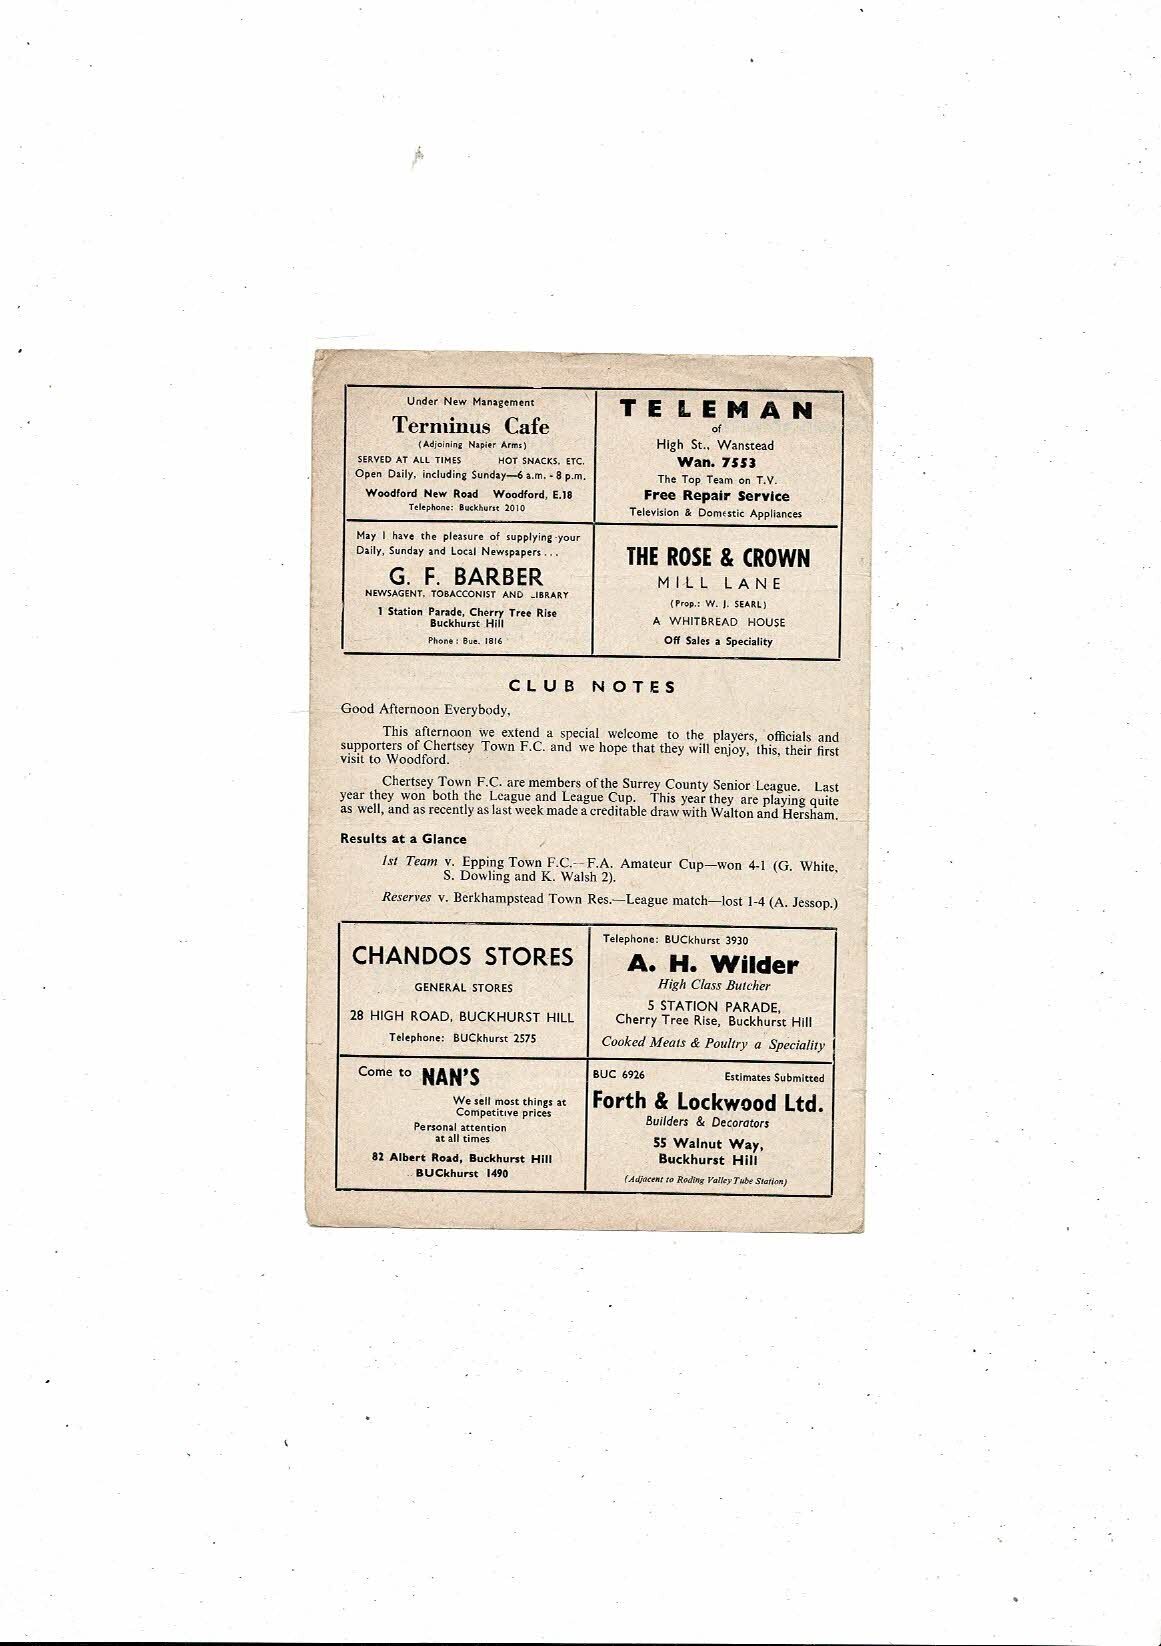 Under New Management
Terminus Cafe
(Adjoining Napier Arms)
SERVED AT ALL TIMES HOT SNACKS, ETC.
Open Daily, including Sunday—6 a.m. - 8 p.m.
Woodford New Road Woodford, E.18
Telephone: Buckhurst 2010
TELEMAN
of
High St., Wanstead
Wan. 7553
The Top Team on T.V.
Free Repair Service
Television & Domestic Appliances
May I have the pleasure of supplying your
Daily, Sunday and Local Newspapers . . .
G. F. BARBER
NEWSAGENT, TOBACCONIST AND LIBRARY
1 Station Parade, Cherry Tree Rise
Buckhurst Hill
Phone : Bue. 1816
THE ROSE & CROWN
MILL LANE
(Prop.: W. J. SEARL)
A WHITBREAD HOUSE
Off Sales a Speciality
CLUB NOTES
Good Afternoon Everybody,
This afternoon we extend a special welcome to the players, officials and
supporters of Chertsey Town F.C. and we hope that they will enjoy, this, their first
visit to Woodford.
Chertsey Town F.C. are members of the Surrey County Senior League. Last
year they won both the League and League Cup. This year they are playing quite
as well, and as recently as last week made a creditable draw with Walton and Hersham.
Results at a Glance
1st Team v. Epping Town F.C.—F.A. Amateur Cup—won 4-1 (G. White,
S. Dowling and K. Walsh 2).
Reserves v. Berkhampstead Town Res.—League match—lost 1-4 (A. Jessop.)
CHANDOS STORES
GENERAL STORES
28 HIGH ROAD, BUCKHURST HILL
Telephone: BUCkhurst 2575
Telephone: BUCkhurst 3930
A. H. Wilder
High Class Butcher
5 STATION PARADE,
Cherry Tree Rise, Buckhurst Hill
Cooked Meats & Poultry a Speciality
Come to NAN'S
We sell most things at
Competitive prices
Personal attention
at all times
82 Albert Road, Buckhurst Hill
BUCkhurst 1490
BUC 6926 Estimates Submitted
Forth & Lockwood Ltd.
Builders & Decorators
55 Walnut Way,
Buckhurst Hill
(Adjacent to Roding Valley Tube Station)